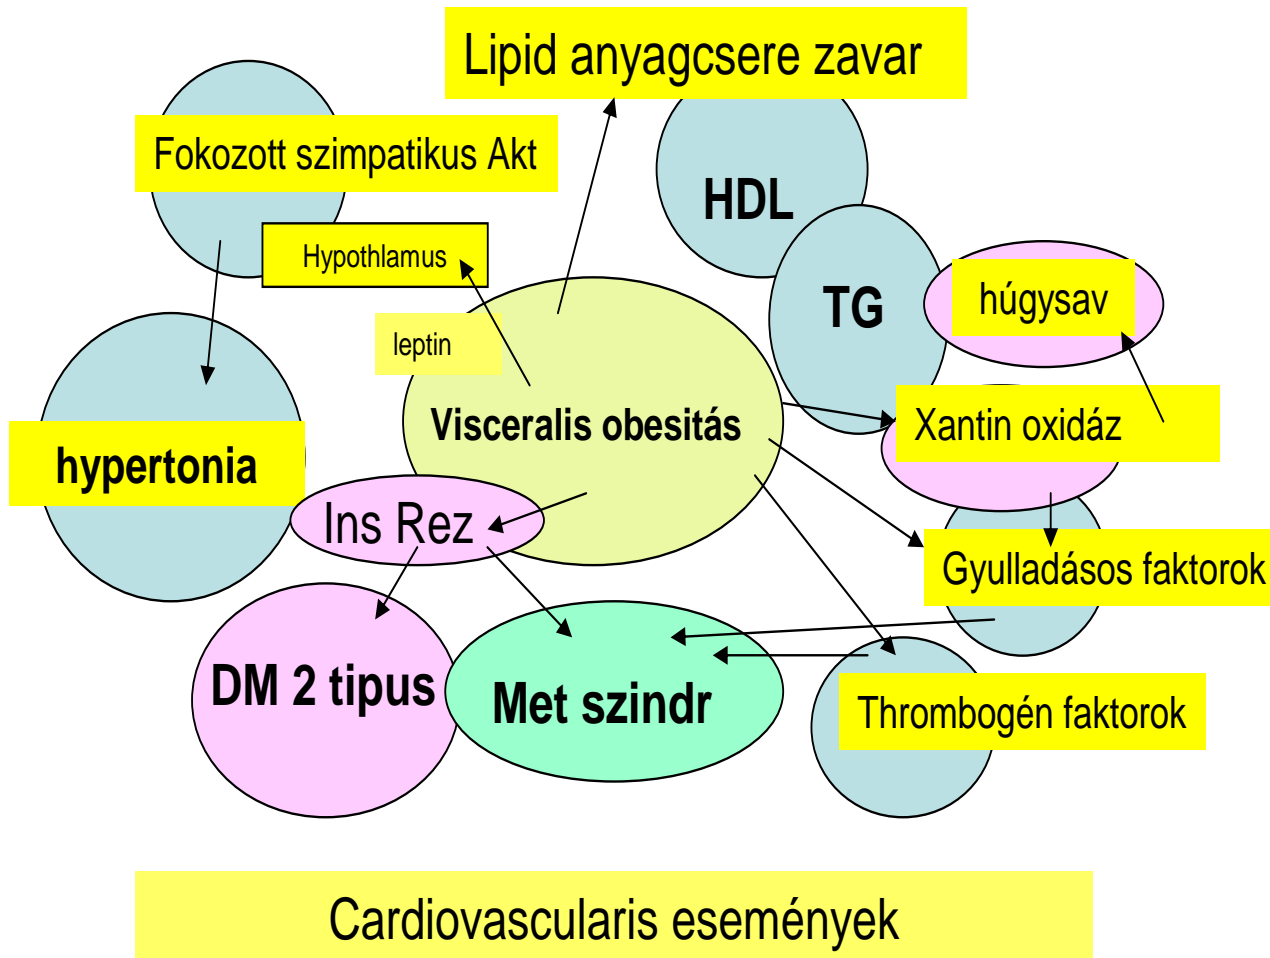 Lipid anyagcsere zavar
Fokozott szimpatikus Akt
HDL
Hypothlamus
TG
húgysav
leptin
Visceralis obesitás
Xantin oxidáz
hypertonia
Ins Rez
Gyulladásos faktorok
DM 2 tipus
Met szindr
Thrombogén faktorok
Cardiovascularis események